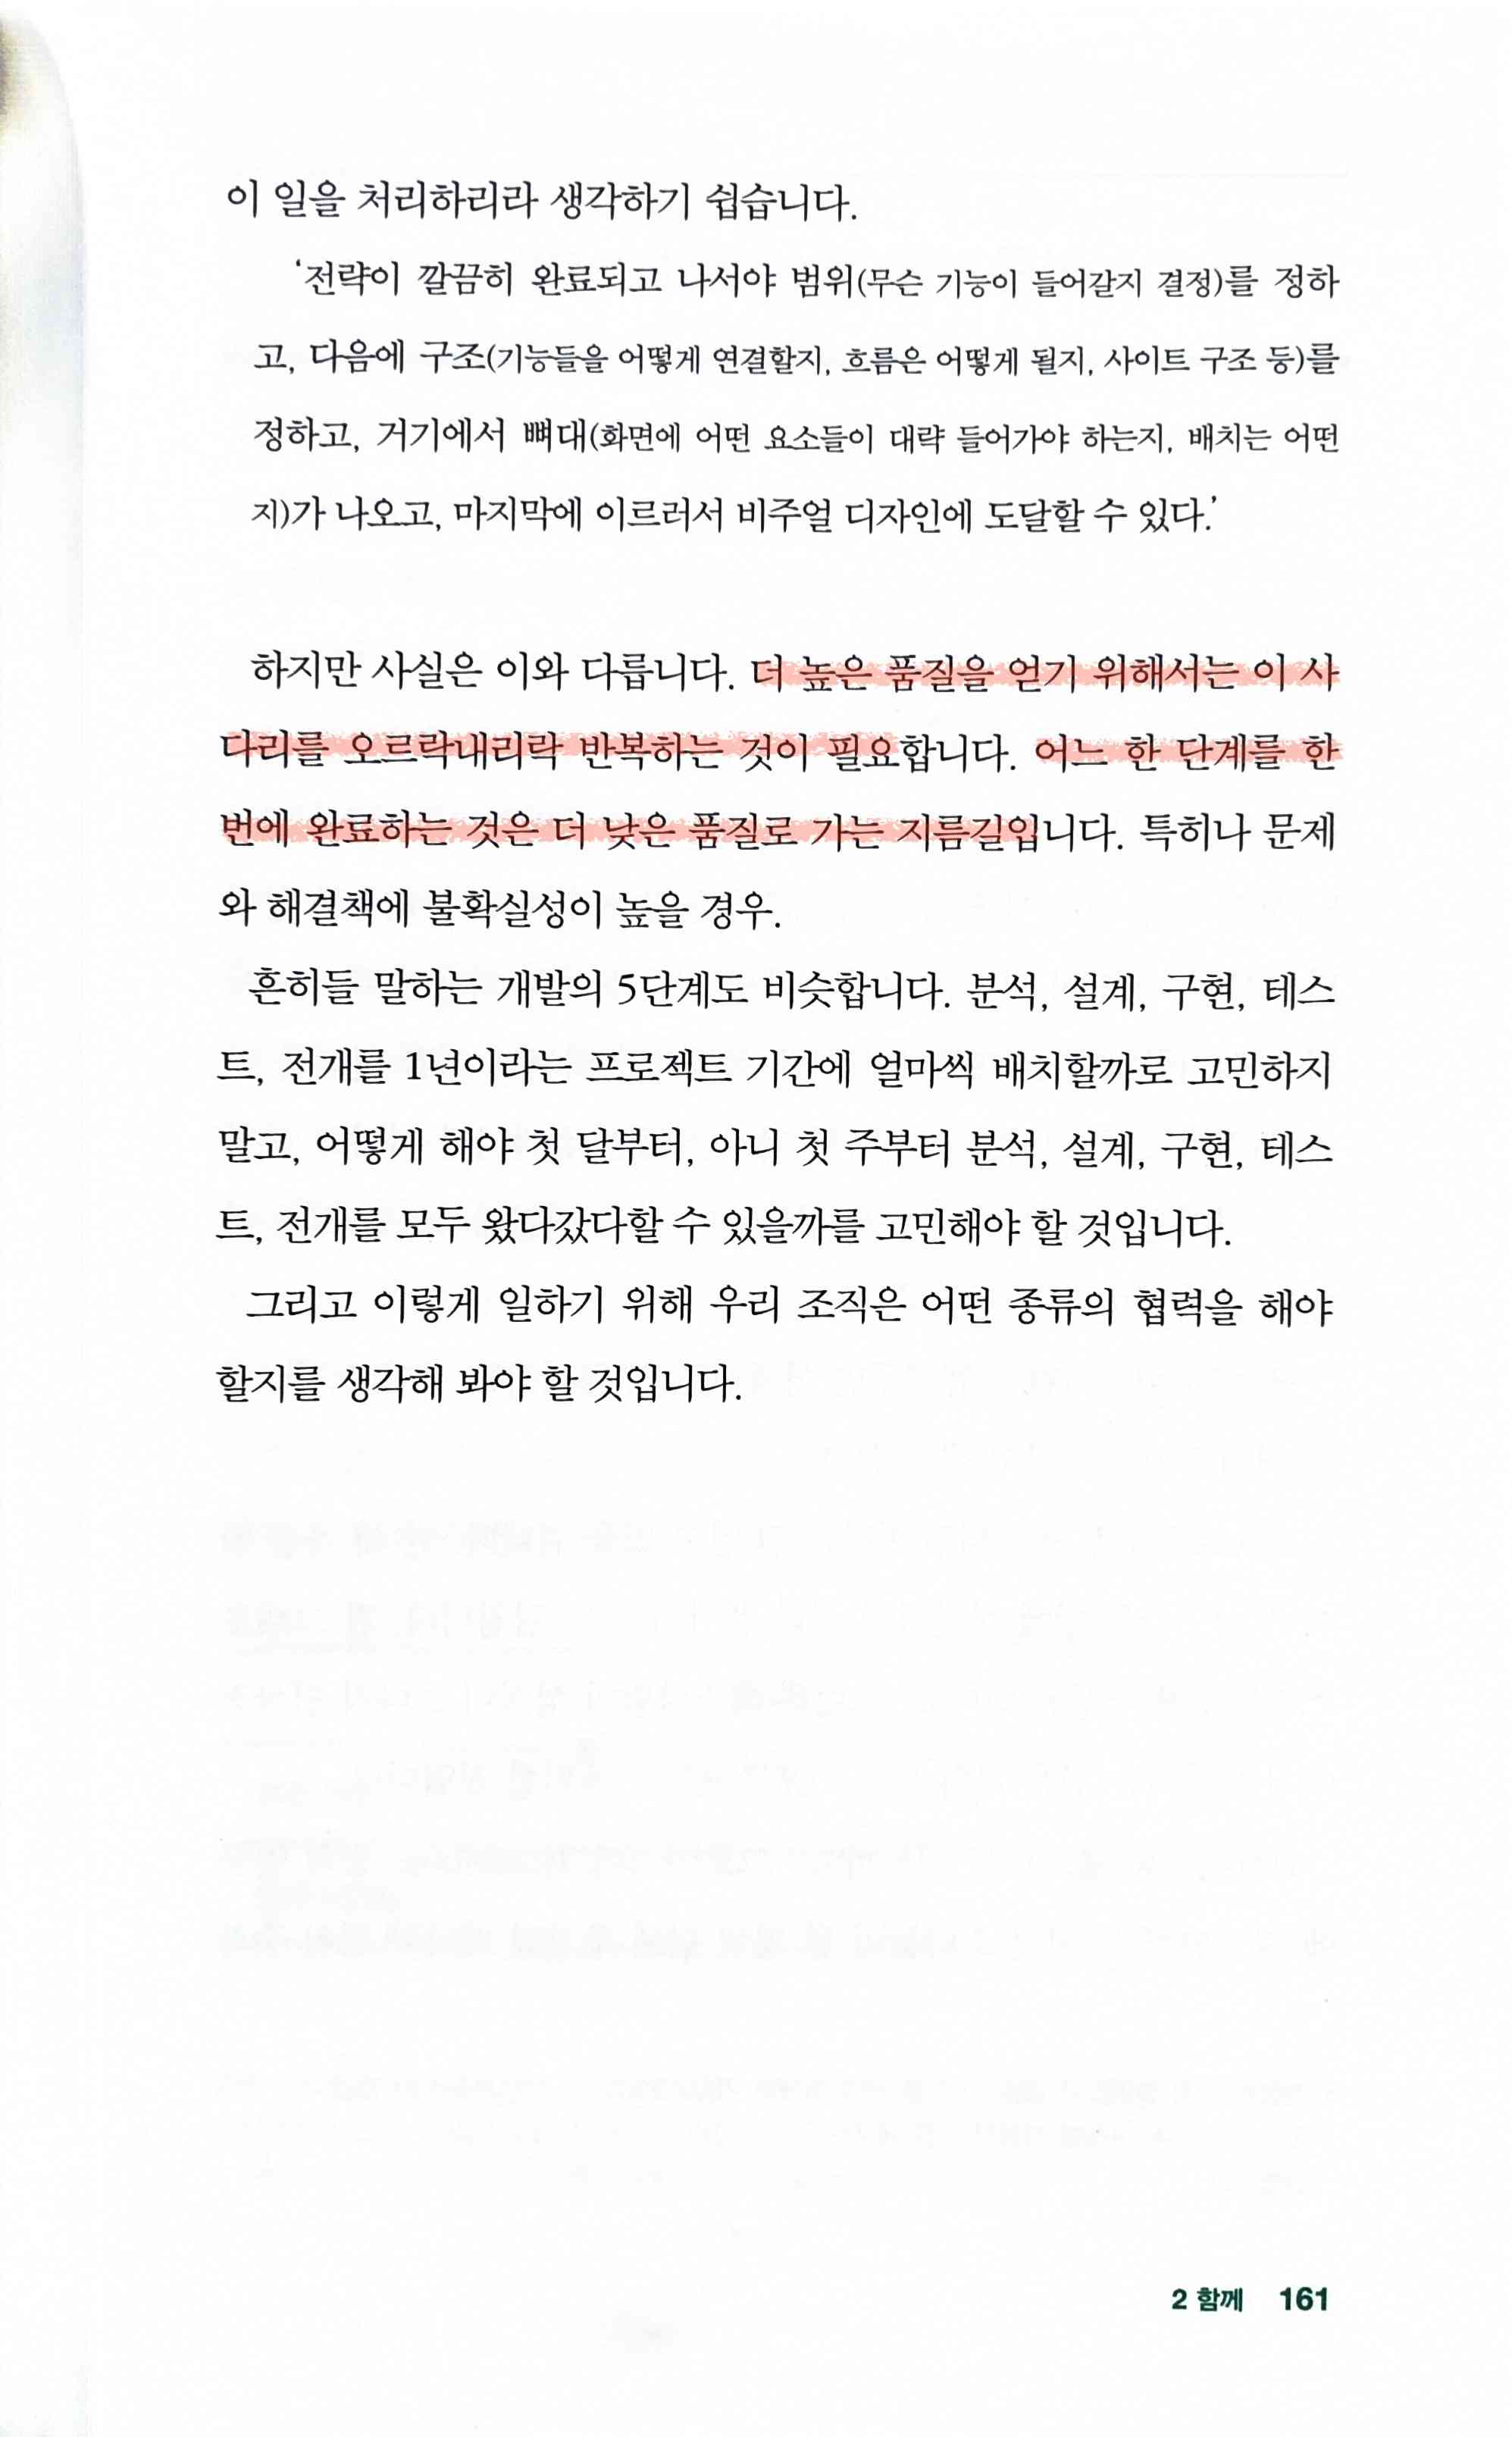 이 일을 처리하리라 생각하기 쉽습니다.
‘전략이 깔끔히 완료되고 나서야 범위(무슨 기능이 들어갈지 결정)를 정하
고, 다음에 구조(기능들을 어떻게 연결할지, 흐름은 어떻게 될지, 사이트 구조 등)를
정하고, 거기에서 뼈대(화면에 어떤 요소들이 대략 들어가야 하는지, 배치는 어떤
지)가 나오고, 마지막에 이르러서 비주얼 디자인에 도달할 수 있다.’
하지만 사실은 이와 다릅니다. 더 높은 품질을 얻기 위해서는 이 사
다리를 오르락내리락 반복하는 것이 필요합니다. 어느 한 단계를 한
번에 완료하는 것은 더 낮은 품질로 가는 지름길입니다. 특히나 문제
와 해결책에 불확실성이 높을 경우.
흔히들 말하는 개발의 5단계도 비슷합니다. 분석, 설계, 구현, 테스
트, 전개를 1년이라는 프로젝트 기간에 얼마씩 배치할까로 고민하지
말고, 어떻게 해야 첫 달부터, 아니 첫 주부터 분석, 설계, 구현, 테스
트, 전개를 모두 왔다갔다할 수 있을까를 고민해야 할 것입니다.
그리고 이렇게 일하기 위해 우리 조직은 어떤 종류의 협력을 해야
할지를 생각해 봐야 할 것입니다.
2 함께 161